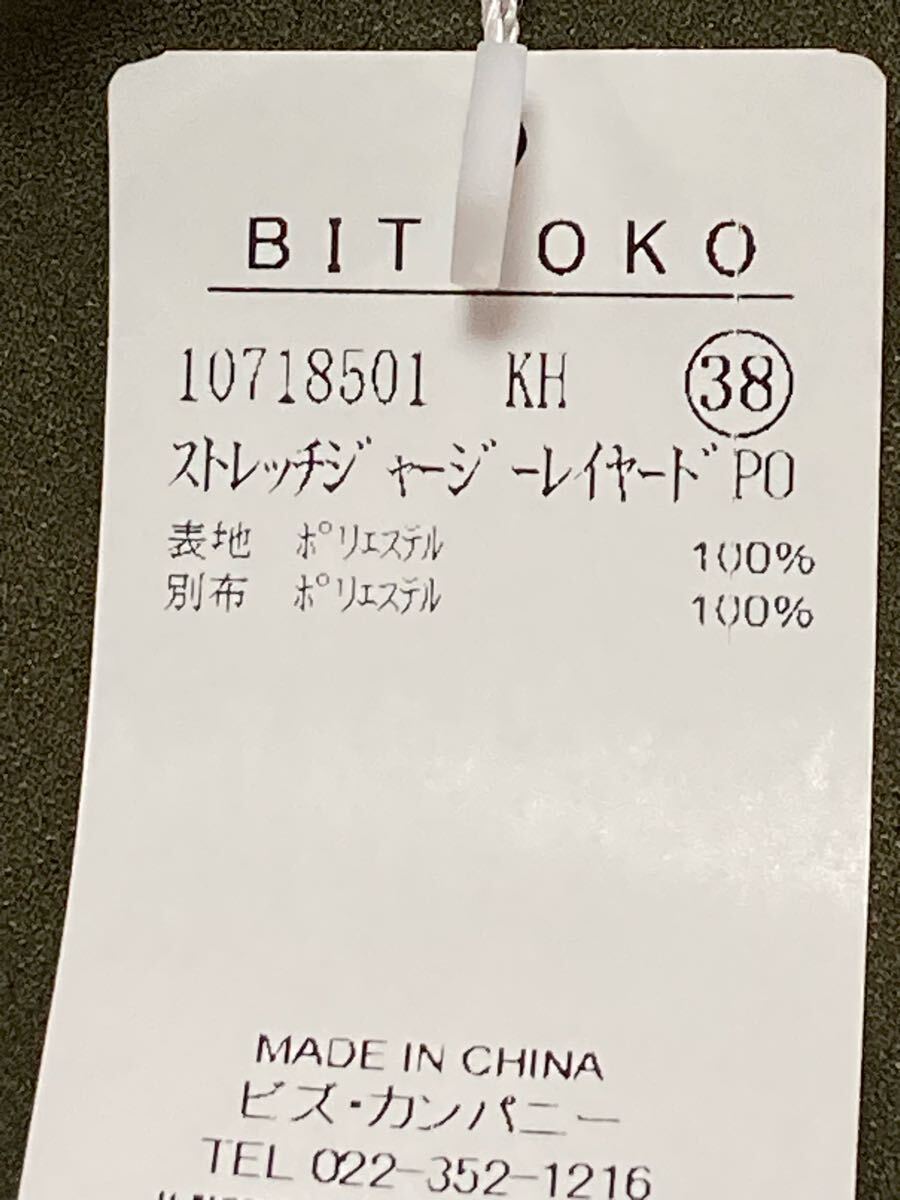 BIT OKO
10718501 KH 38
ストレッチジャージーレイヤードPO
表地 ポリエステル 100%
別布 ポリエステル 100%
MADE IN CHINA
ビズ・カンパニー
TEL 022-352-1216